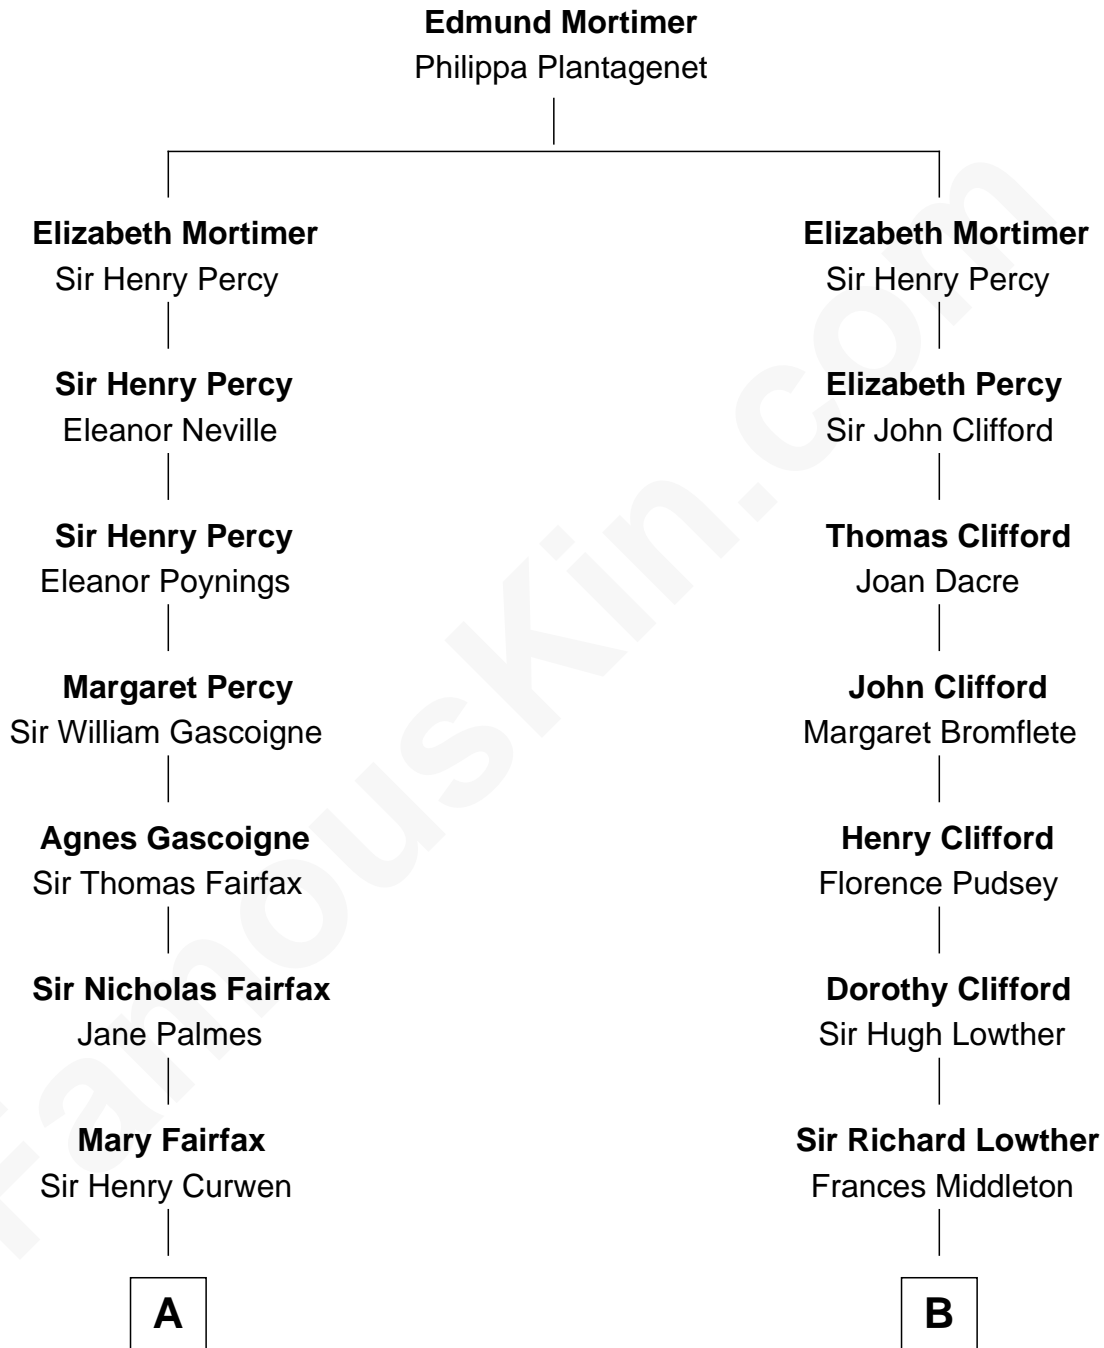 Edmund Mortimer
Philippa Plantagenet
Elizabeth Mortimer
Sir Henry Percy
Sir Henry Percy
Eleanor Neville
Sir Henry Percy
Eleanor Poynings
Margaret Percy
Sir William Gascoigne
Agnes Gascoigne
Sir Thomas Fairfax
Sir Nicholas Fairfax
Jane Palmes
Mary Fairfax
Sir Henry Curwen
A
Elizabeth Mortimer
Sir Henry Percy
Elizabeth Percy
Sir John Clifford
Thomas Clifford
Joan Dacre
John Clifford
Margaret Bromflete
Henry Clifford
Florence Pudsey
Dorothy Clifford
Sir Hugh Lowther
Sir Richard Lowther
Frances Middleton
B
FamousKin.com